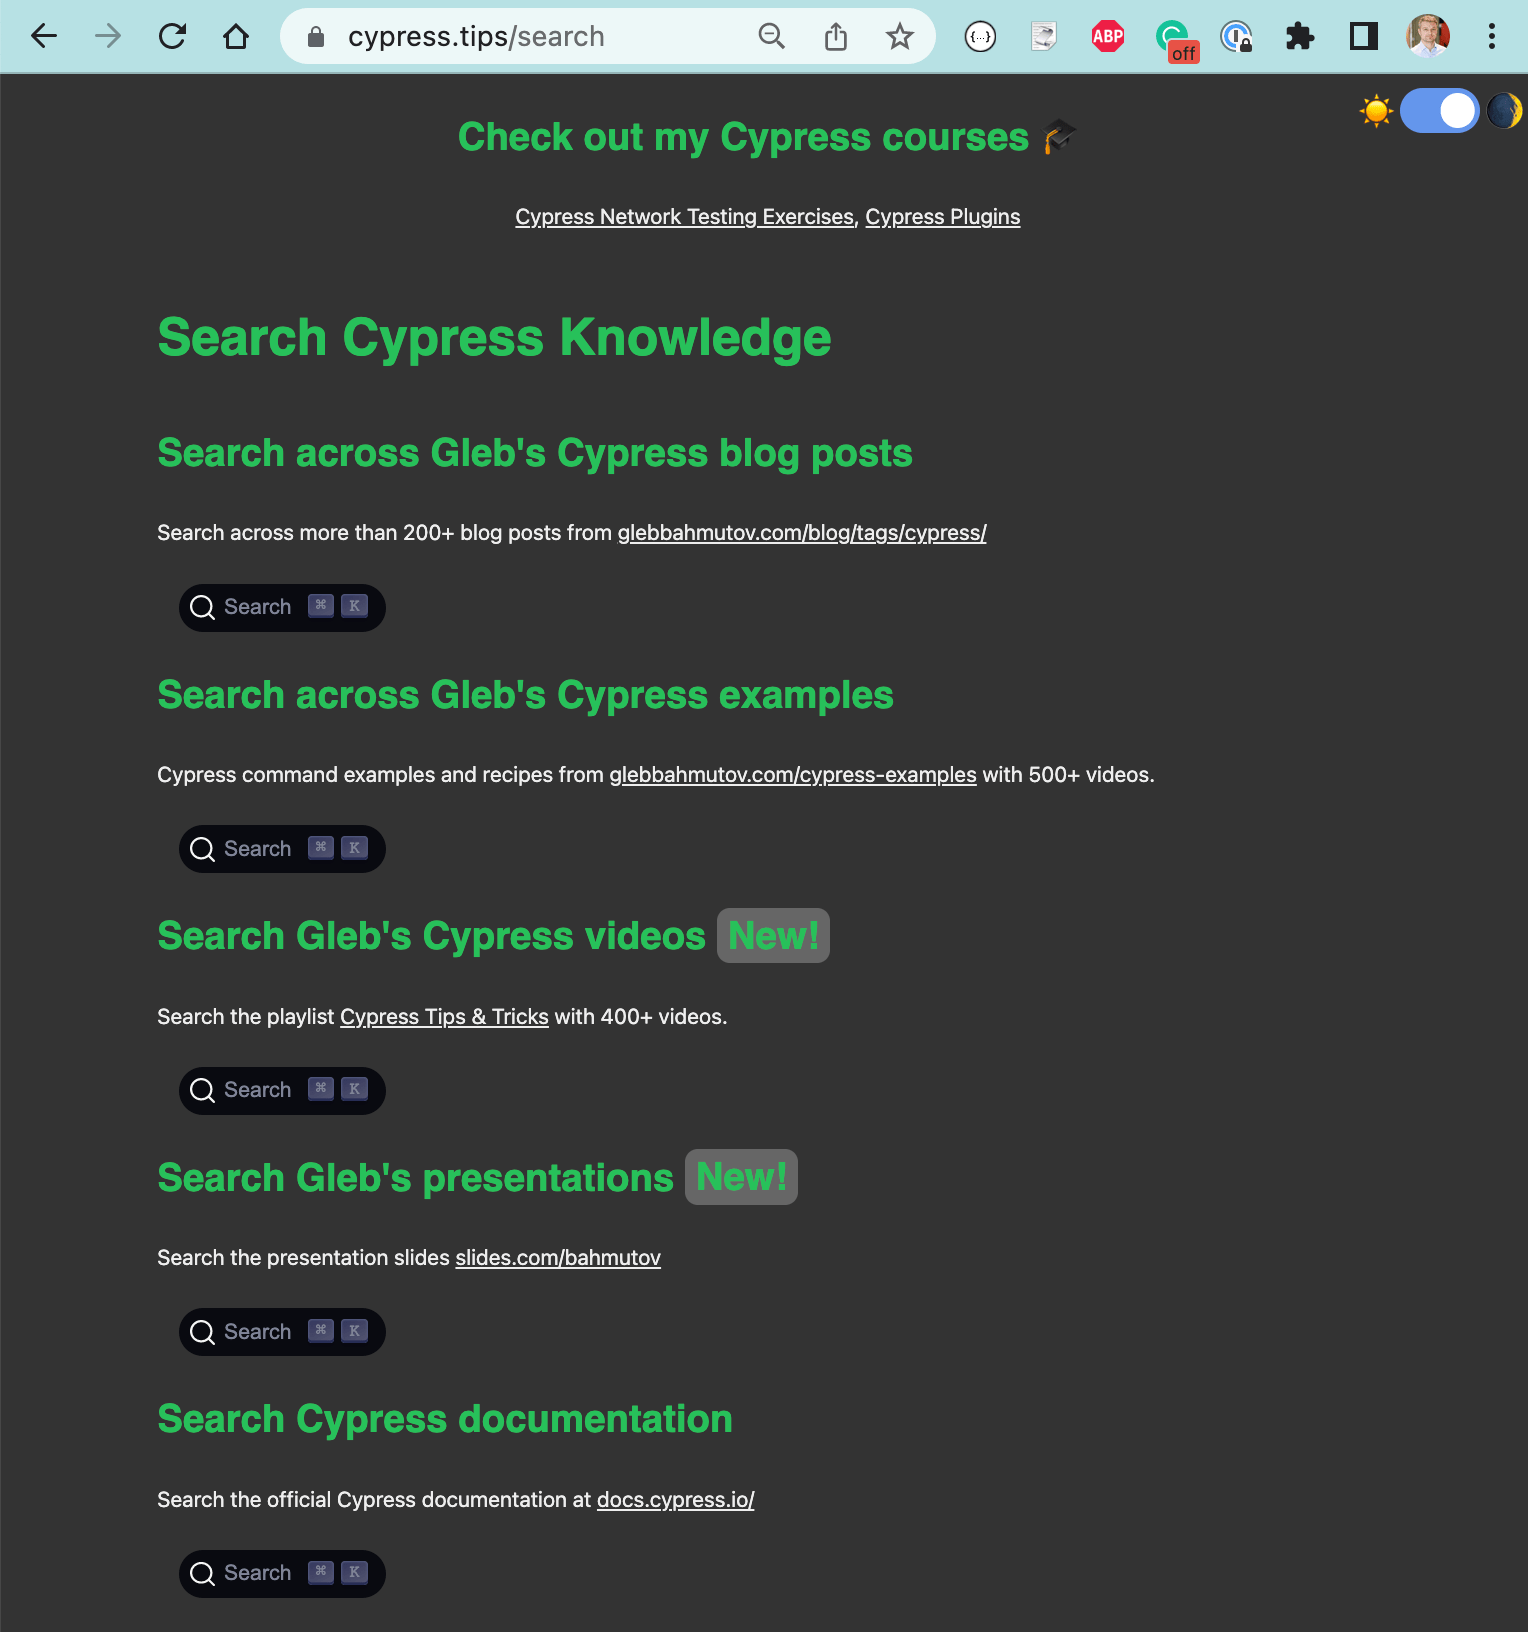 cypress.tips/search
{...}
ABP
off
Check out my Cypress courses 🎓
Cypress Network Testing Exercises, Cypress Plugins
Search Cypress Knowledge
Search across Gleb's Cypress blog posts
Search across more than 200+ blog posts from glebbahmutov.com/blog/tags/cypress/
Search ⌘ K
Search across Gleb's Cypress examples
Cypress command examples and recipes from glebbahmutov.com/cypress-examples with 500+ videos.
Search ⌘ K
Search Gleb's Cypress videos New!
Search the playlist Cypress Tips & Tricks with 400+ videos.
Search ⌘ K
Search Gleb's presentations New!
Search the presentation slides slides.com/bahmutov
Search ⌘ K
Search Cypress documentation
Search the official Cypress documentation at docs.cypress.io/
Search ⌘ K